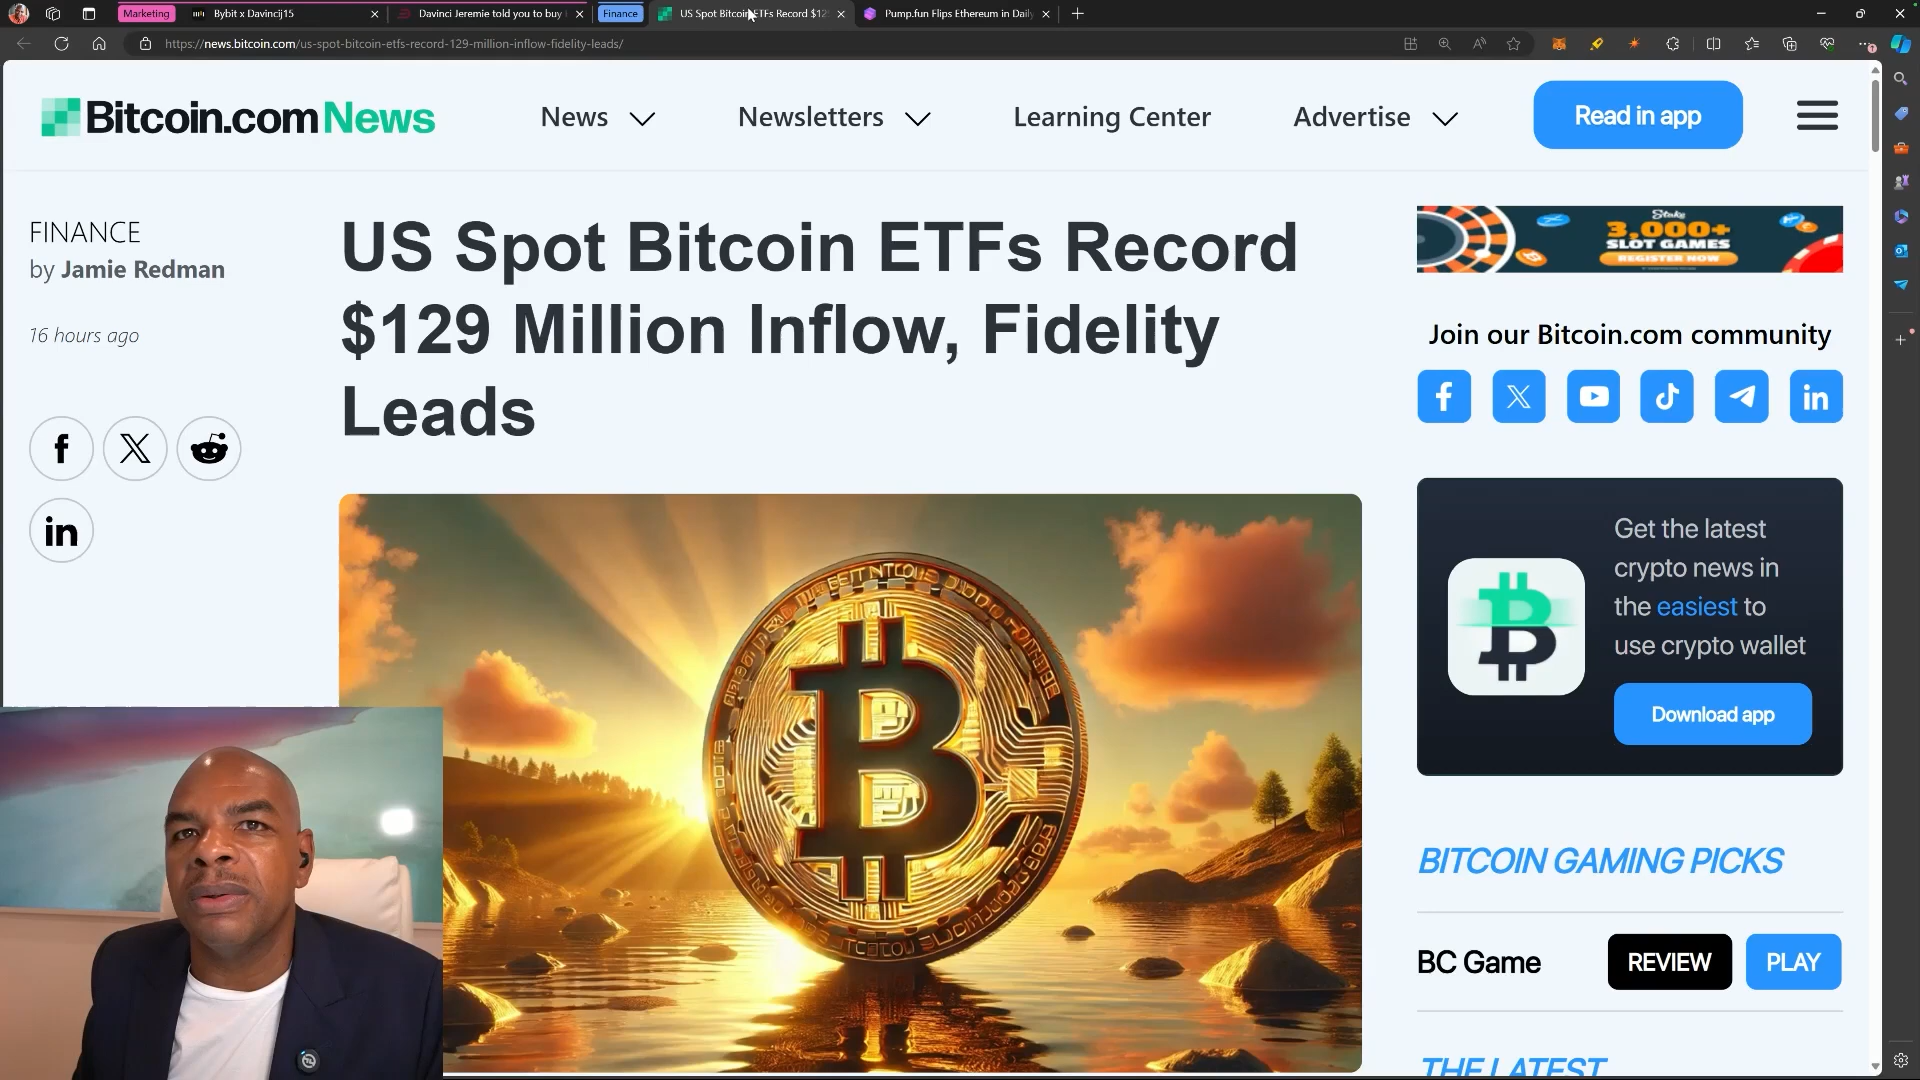 Marketing
Bybit x Davincij15
Davinci Jeremie told you to buy
Finance
US Spot Bitcoin ETFs Record $12
Pump.fun Flips Ethereum in Daily
https://news.bitcoin.com/us-spot-bitcoin-etfs-record-129-million-inflow-fidelity-leads/
Bitcoin.com News
News
Newsletters
Learning Center
Advertise
Read in app
FINANCE
by Jamie Redman
16 hours ago
US Spot Bitcoin ETFs Record
$129 Million Inflow, Fidelity
Leads
Stake
3,000+
SLOT GAMES
REGISTER NOW
Join our Bitcoin.com community
Get the latest
crypto news in
the easiest to
use crypto wallet
Download app
BITCOIN GAMING PICKS
BC Game
REVIEW
PLAY
THE LATEST